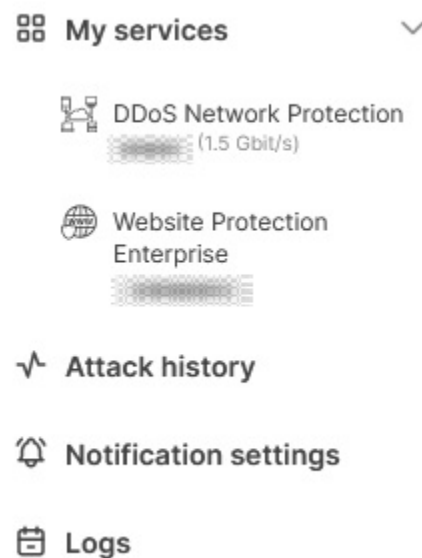 My services
DDoS Network Protection
(1.5 Gbit/s)
Website Protection
Enterprise
Attack history
Notification settings
Logs